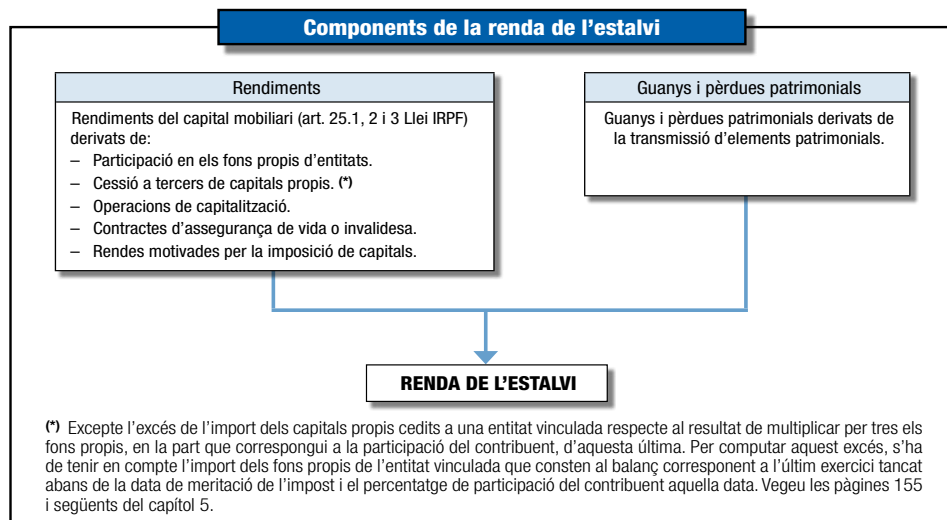 Components de la renda de l'estalvi
Rendiments
Rendiments del capital mobiliari (art. 25.1, 2 i 3 Llei IRPF)
derivats de:
– Participació en els fons propis d'entitats.
– Cessió a tercers de capitals propis. (*)
– Operacions de capitalització.
– Contractes d'assegurança de vida o invalidesa.
– Rendes motivades per la imposició de capitals.
Guanys i pèrdues patrimonials
Guanys i pèrdues patrimonials derivats de
la transmissió d'elements patrimonials.
RENDA DE L'ESTALVI
(*) Excepte l'excés de l'import dels capitals propis cedits a una entitat vinculada respecte al resultat de multiplicar per tres els
fons propis, en la part que correspongui a la participació del contribuent, d'aquesta última. Per computar aquest excés, s'ha
de tenir en compte l'import dels fons propis de l'entitat vinculada que consten al balanç corresponent a l'últim exercici tancat
abans de la data de meritació de l'impost i el percentatge de participació del contribuent aquella data. Vegeu les pàgines 155
i següents del capítol 5.